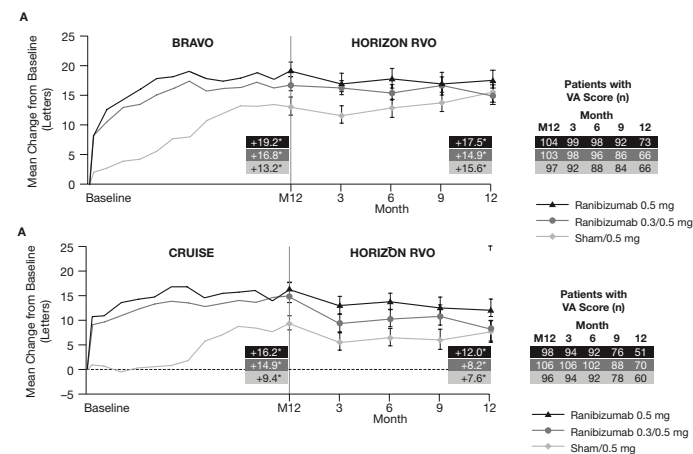 A
BRAVO
HORIZON RVO
Mean Change from Baseline
(Letters)
25
20
15
10
5
0
+19.2*
+16.8*
+13.2*
+17.5*
+14.9*
+15.6*
Baseline
M12
3
6
9
12
Month
Patients with
VA Score (n)
Month
M12 3 6 9 12
104 99 98 92 73
103 98 96 86 66
97 92 88 84 66
Ranibizumab 0.5 mg
Ranibizumab 0.3/0.5 mg
Sham/0.5 mg
A
CRUISE
HORIZON RVO
Mean Change from Baseline
(Letters)
25
20
15
10
5
0
−5
+16.2*
+14.9*
+9.4*
+12.0*
+8.2*
+7.6*
Baseline
M12
3
6
9
12
Month
Patients with
VA Score (n)
Month
M12 3 6 9 12
98 94 92 76 51
106 106 102 88 70
96 94 92 78 60
Ranibizumab 0.5 mg
Ranibizumab 0.3/0.5 mg
Sham/0.5 mg